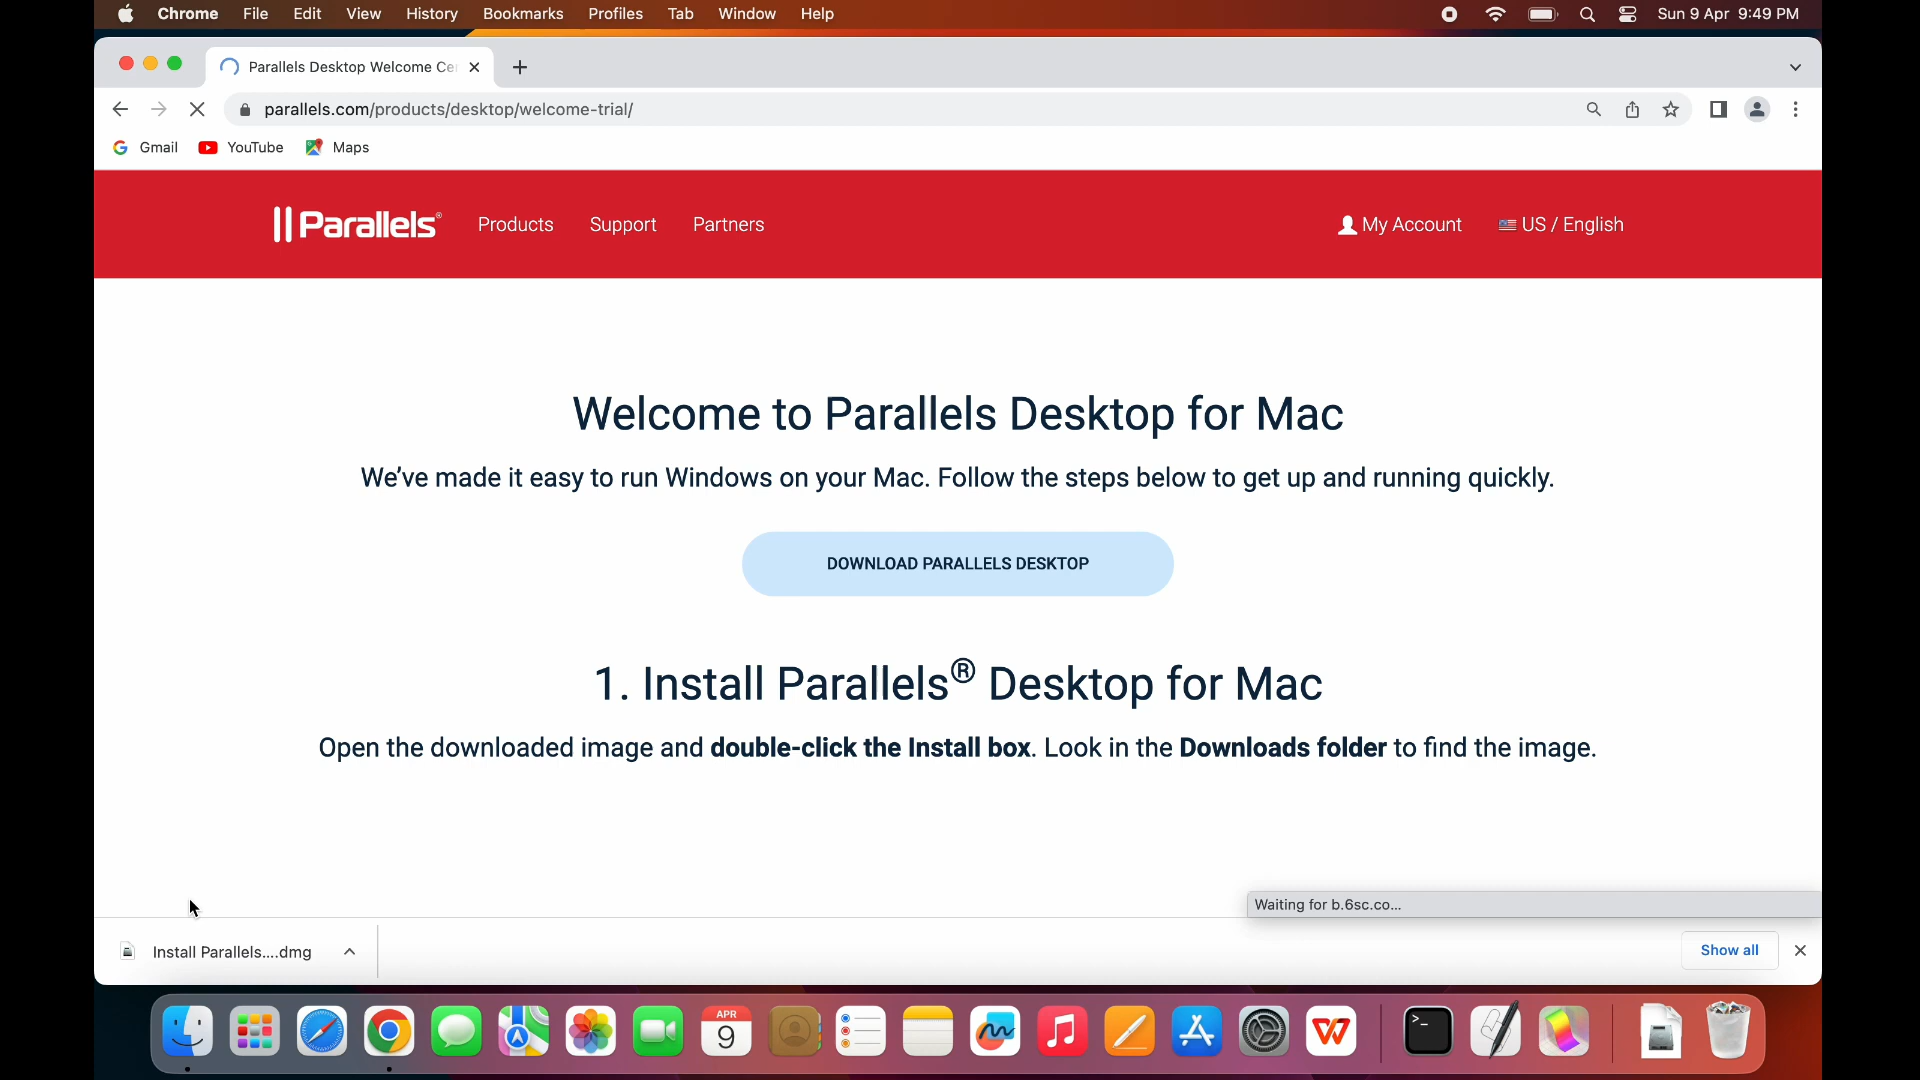 Chrome File Edit View History Bookmarks Profiles Tab Window Help Sun 9 Apr 9:49 PM
Parallels Desktop Welcome Ce
parallels.com/products/desktop/welcome-trial/
Gmail YouTube Maps
Parallels® Products Support Partners My Account US / English
Welcome to Parallels Desktop for Mac
We've made it easy to run Windows on your Mac. Follow the steps below to get up and running quickly.
DOWNLOAD PARALLELS DESKTOP
1. Install Parallels® Desktop for Mac
Open the downloaded image and double-click the Install box. Look in the Downloads folder to find the image.
Waiting for b.6sc.co...
Install Parallels....dmg Show all
APR
9